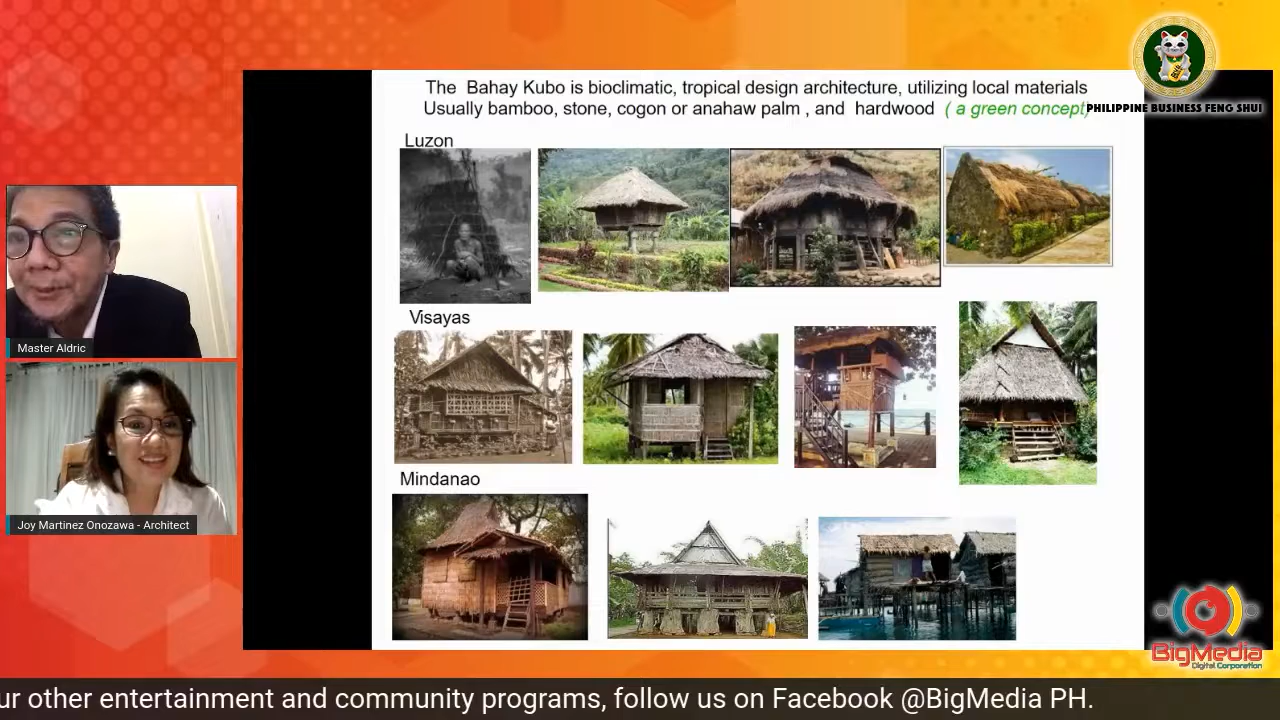 The Bahay Kubo is bioclimatic, tropical design architecture, utilizing local materials
Usually bamboo, stone, cogon or anahaw palm , and hardwood ( a green concept)
PHILIPPINE BUSINESS FENG SHUI
Luzon
Master Aldric
Visayas
Mindanao
Joy Martinez Onozawa - Architect
BigMedia
Digital Corporation
ur other entertainment and community programs, follow us on Facebook @BigMedia PH.